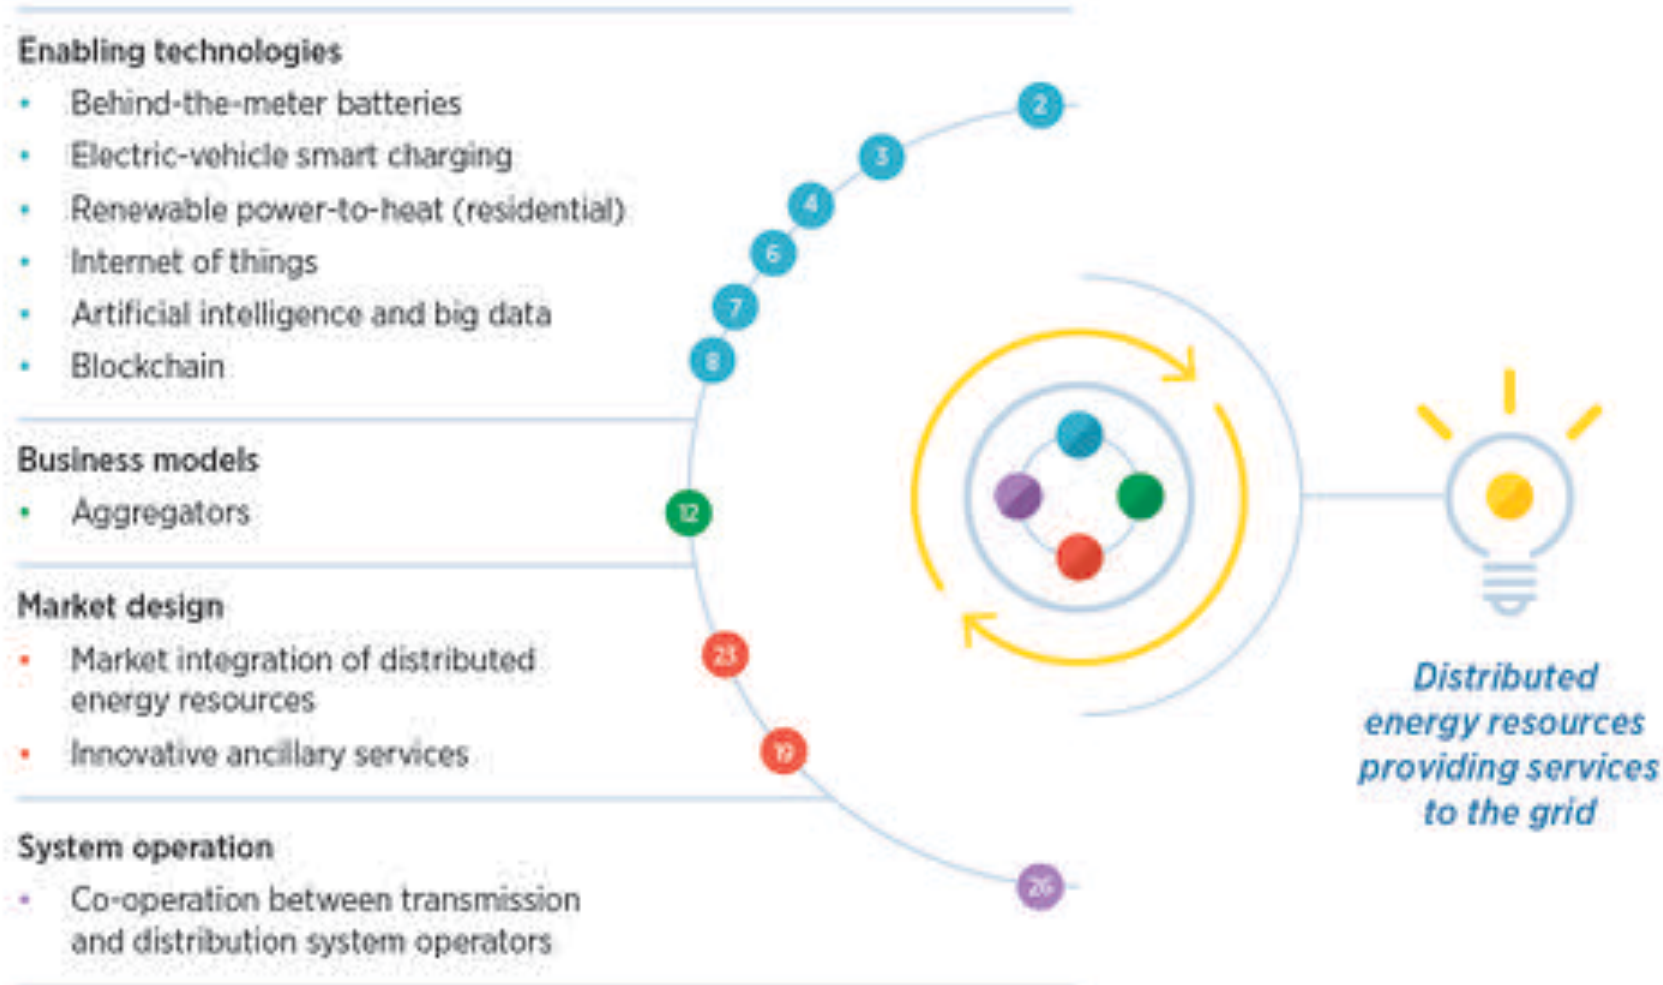 Enabling technologies
• Behind-the-meter batteries
• Electric-vehicle smart charging
• Renewable power-to-heat (residential)
• Internet of things
• Artificial intelligence and big data
• Blockchain
2
3
4
6
7
8
Business models
• Aggregators
12
Market design
• Market integration of distributed
energy resources
• Innovative ancillary services
23
19
System operation
• Co-operation between transmission
and distribution system operators
26
Distributed
energy resources
providing services
to the grid